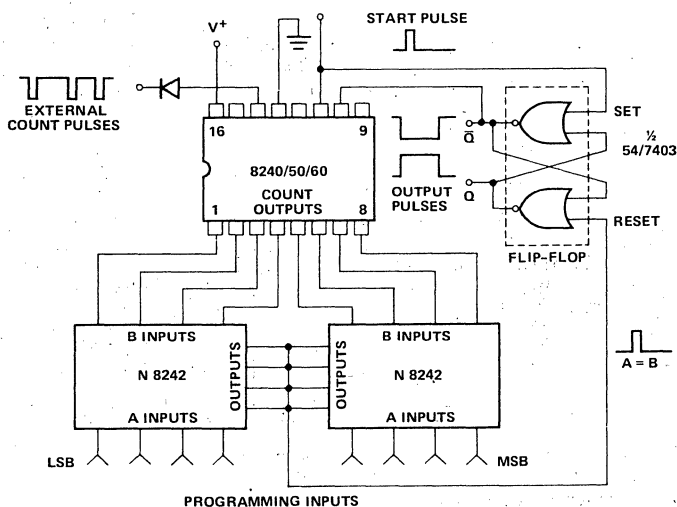 START PULSE
V+
EXTERNAL
COUNT PULSES
16
9
8240/50/60
COUNT
OUTPUTS
1
8
Q̅
OUTPUT
PULSES
Q
SET
½
54/7403
RESET
FLIP-FLOP
B INPUTS
N 8242
OUTPUTS
A INPUTS
B INPUTS
N 8242
OUTPUTS
A INPUTS
A = B
LSB
MSB
PROGRAMMING INPUTS